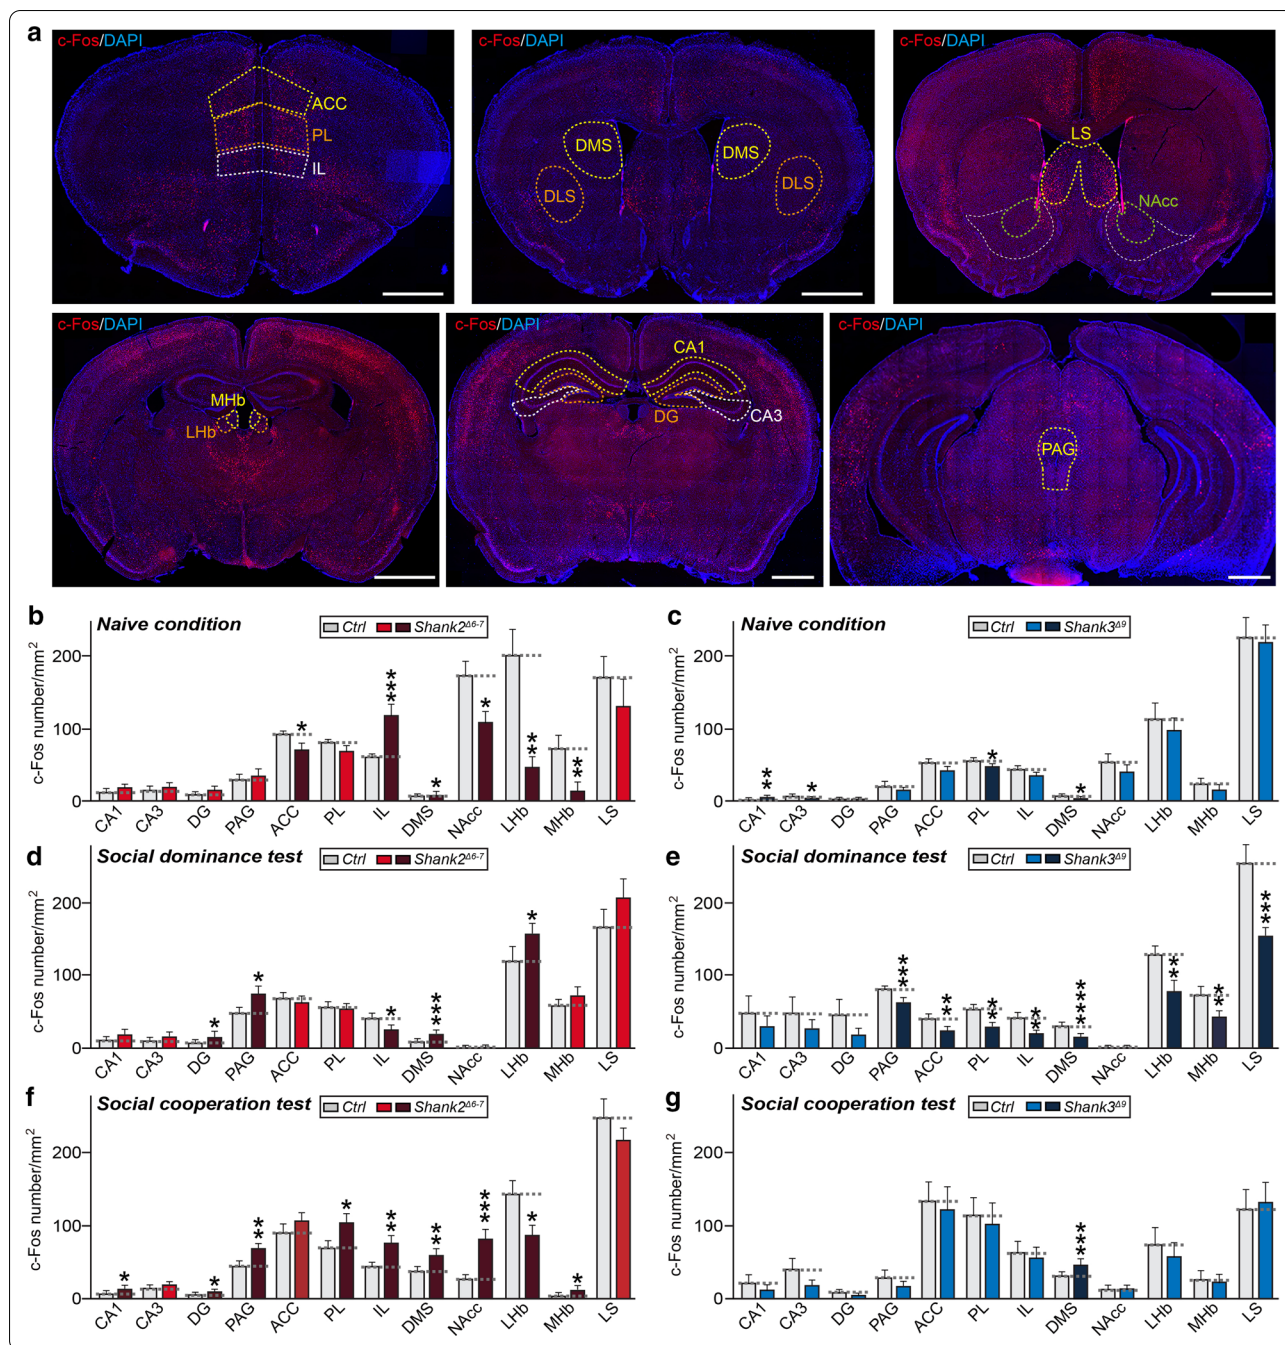 a
c-Fos/DAPI
ACC
PL
IL
c-Fos/DAPI
DMS
DMS
DLS
DLS
c-Fos/DAPI
LS
NAcc
c-Fos/DAPI
MHb
LHb
c-Fos/DAPI
CA1
DG
CA3
c-Fos/DAPI
PAG
b
Naive condition
Ctrl
Shank2Δ6-7
c-Fos number/mm²
200
100
0
* *** * * ** **
CA1 CA3 DG PAG ACC PL IL DMS NAcc LHb MHb LS
c
Naive condition
Ctrl
Shank3Δ9
c-Fos number/mm²
200
100
0
** * * *
CA1 CA3 DG PAG ACC PL IL DMS NAcc LHb MHb LS
d
Social dominance test
Ctrl
Shank2Δ6-7
c-Fos number/mm²
200
100
0
* * * *** *
CA1 CA3 DG PAG ACC PL IL DMS NAcc LHb MHb LS
e
Social dominance test
Ctrl
Shank3Δ9
c-Fos number/mm²
200
100
0
*** ** ** ** **** ** ** ***
CA1 CA3 DG PAG ACC PL IL DMS NAcc LHb MHb LS
f
Social cooperation test
Ctrl
Shank2Δ6-7
c-Fos number/mm²
200
100
0
* * ** * ** ** *** * *
CA1 CA3 DG PAG ACC PL IL DMS NAcc LHb MHb LS
g
Social cooperation test
Ctrl
Shank3Δ9
c-Fos number/mm²
200
100
0
***
CA1 CA3 DG PAG ACC PL IL DMS NAcc LHb MHb LS